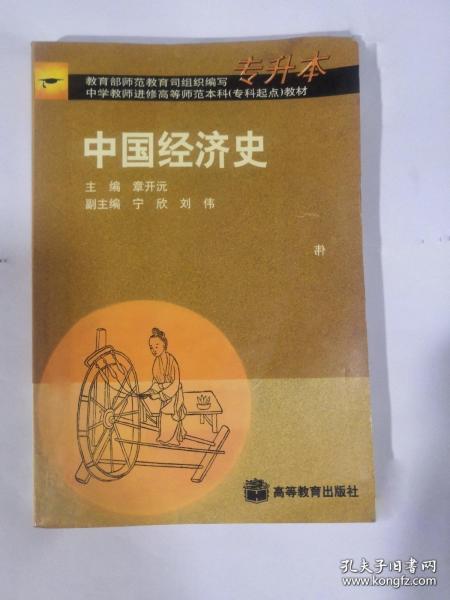 教育部师范教育司组织编写
专升本
中学教师进修高等师范本科(专科起点)教材
中国经济史
主 编 章开沅
副主编 宁 欣 刘 伟
高等教育出版社
孔夫子旧书网
www.kongfz.com